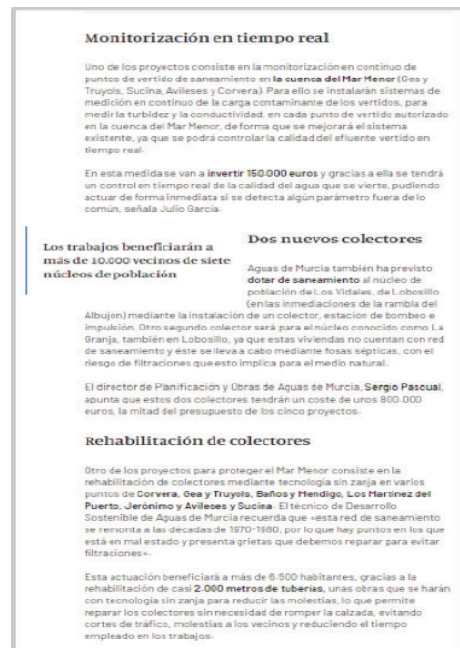 Monitorización en tiempo real
Uno de los proyectos consiste en la monitorización en continuo de
puntos de vertido de saneamiento en la cuenca del Mar Menor (Gea y
Truyols, Sucina, Avileses y Corvera). Para ello se instalarán sistemas de
medición en continuo de la carga contaminante de los vertidos, para
medir la turbidez y la conductividad, en cada punto de vertido autorizado
en la cuenca del Mar Menor, de forma que se mejorará el sistema
existente, ya que se podrá controlar la calidad del efluente vertido en
tiempo real.
En esta medida se van a invertir 150.000 euros y gracias a ella se tendrá
un control en tiempo real de la calidad del agua que se vierte, pudiendo
actuar de forma inmediata si se detecta algún parámetro fuera de lo
común, señala Julio García.
Los trabajos beneficiarán a
más de 10.000 vecinos de siete
núcleos de población
Dos nuevos colectores
Aguas de Murcia también ha previsto
dotar de saneamiento al núcleo de
población de Los Vidales, de Lobosillo
(en las inmediaciones de la rambla del
Albujon) mediante la instalación de un colector, estación de bombeo e
impulsión. Otro segundo colector será para el núcleo conocido como La
Granja, también en Lobosillo, ya que estas viviendas no cuentan con red
de saneamiento y éste se lleva a cabo mediante fosas sépticas, con el
riesgo de filtraciones que esto implica para el medio natural.
El director de Planificación y Obras de Aguas de Murcia, Sergio Pascual,
apunta que estos dos colectores tendrán un coste de unos 800.000
euros, la mitad del presupuesto de los cinco proyectos.
Rehabilitación de colectores
Otro de los proyectos para proteger el Mar Menor consiste en la
rehabilitación de colectores mediante tecnología sin zanja en varios
puntos de Corvera, Gea y Truyols, Baños y Mendigo, Los Martínez del
Puerto, Jerónimo y Avileses y Sucina. El técnico de Desarrollo
Sostenible de Aguas de Murcia recuerda que «esta red de saneamiento
se remonta a las décadas de 1970-1980, por lo que hay puntos en los que
está en mal estado y presenta grietas que debemos reparar para evitar
filtraciones».
Esta actuación beneficiará a más de 6.500 habitantes, gracias a la
rehabilitación de casi 2.000 metros de tuberías, unas obras que se harán
con tecnología sin zanja para reducir las molestias, lo que permite
reparar los colectores sin necesidad de romper la calzada, evitando
cortes de tráfico, molestias a los vecinos y reduciendo el tiempo
empleado en los trabajos.